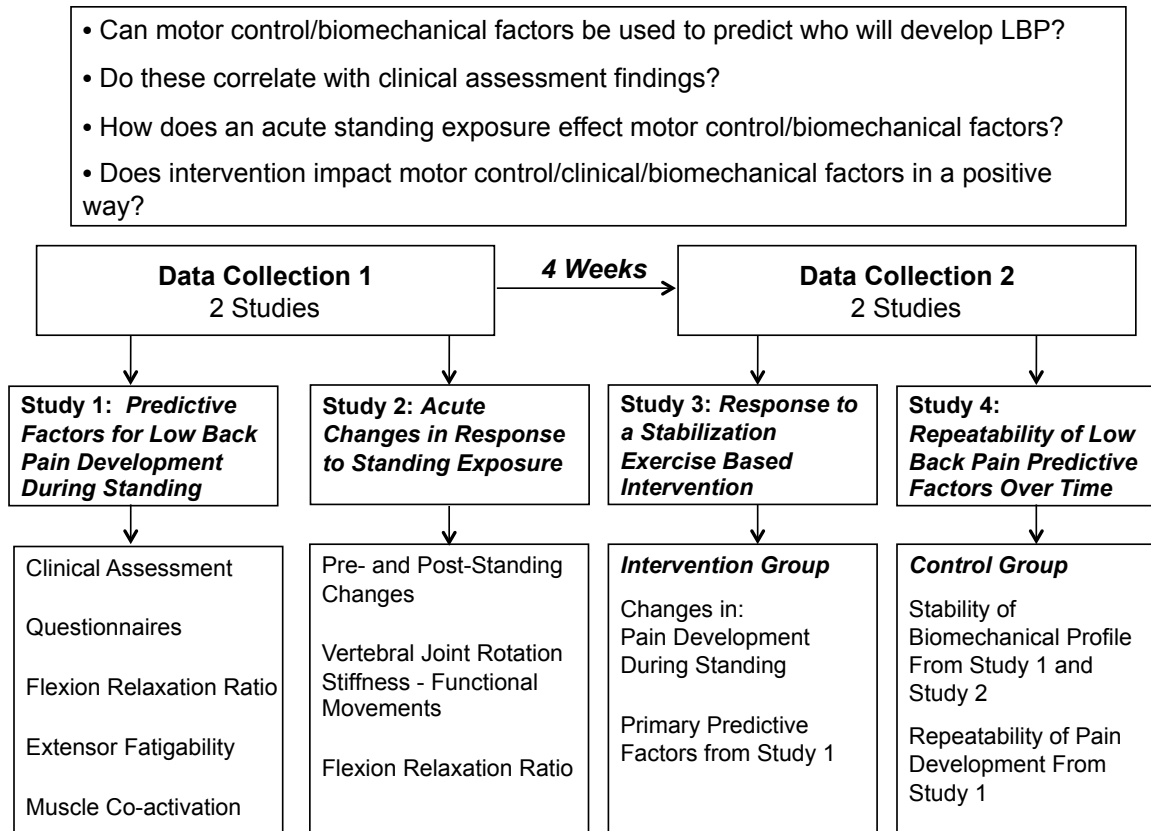 • Can motor control/biomechanical factors be used to predict who will develop LBP?
• Do these correlate with clinical assessment findings?
• How does an acute standing exposure effect motor control/biomechanical factors?
• Does intervention impact motor control/clinical/biomechanical factors in a positive
way?
Data Collection 1
2 Studies
4 Weeks
Data Collection 2
2 Studies
Study 1: Predictive
Factors for Low Back
Pain Development
During Standing
Clinical Assessment
Questionnaires
Flexion Relaxation Ratio
Extensor Fatigability
Muscle Co-activation
Study 2: Acute
Changes in Response
to Standing Exposure
Pre- and Post-Standing
Changes
Vertebral Joint Rotation
Stiffness - Functional
Movements
Flexion Relaxation Ratio
Study 3: Response to
a Stabilization
Exercise Based
Intervention
Intervention Group
Changes in:
Pain Development
During Standing
Primary Predictive
Factors from Study 1
Study 4:
Repeatability of Low
Back Pain Predictive
Factors Over Time
Control Group
Stability of
Biomechanical Profile
From Study 1 and
Study 2
Repeatability of Pain
Development From
Study 1